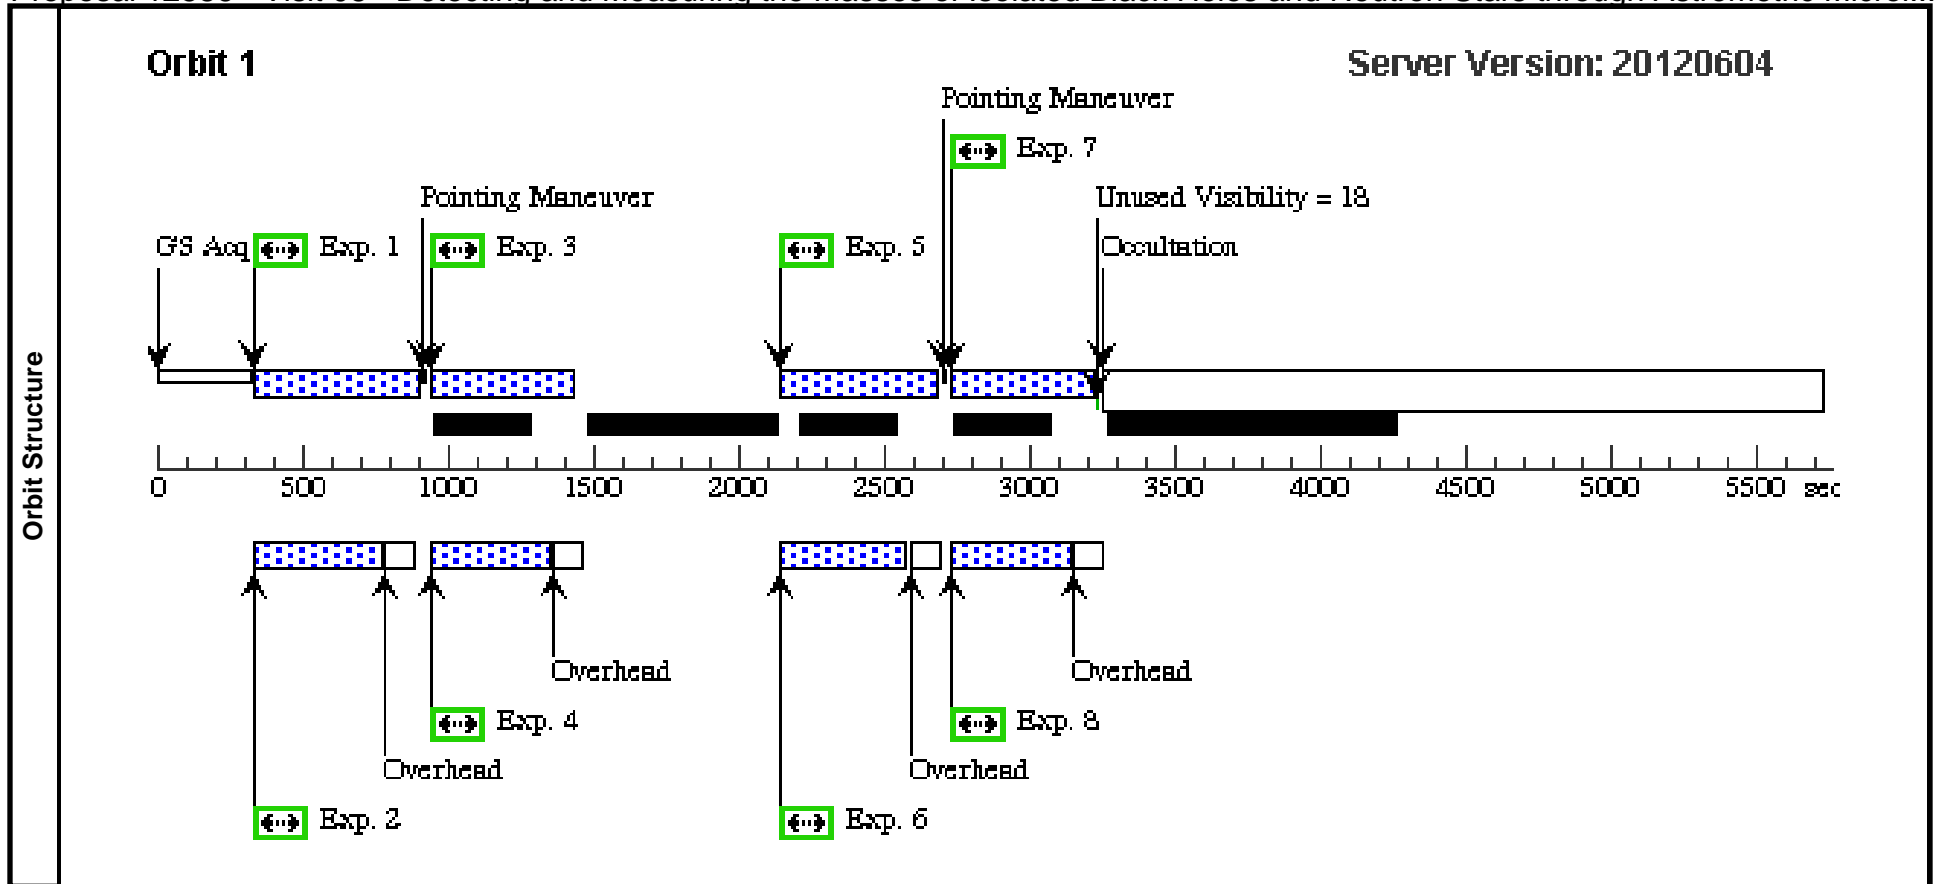 Orbit 1
Server Version: 20120604
Pointing Maneuver
Exp. 7
Pointing Maneuver
Unused Visibility = 18
GS Acq
Exp. 1
Exp. 3
Exp. 5
Occultation
Orbit Structure
0 500 1000 1500 2000 2500 3000 3500 4000 4500 5000 5500 sec
Overhead
Overhead
Exp. 4
Exp. 8
Overhead
Overhead
Exp. 2
Exp. 6